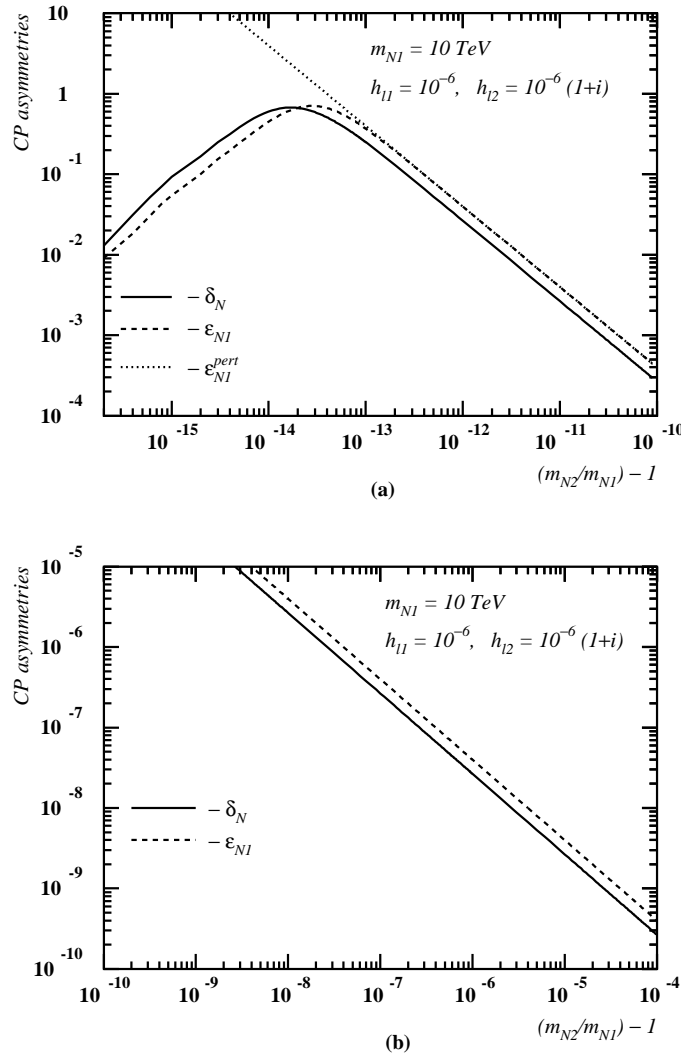 10
1
10 -1
10 -2
10 -3
10 -4
CP asymmetries
m_N1 = 10 TeV
h_l1 = 10^−6, h_l2 = 10^−6 (1+i)
− δ_N
− ε_N1
− ε_N1^pert
10 -15 10 -14 10 -13 10 -12 10 -11 10 -10
(m_N2/m_N1) − 1
(a)
10 -5
10 -6
10 -7
10 -8
10 -9
10 -10
CP asymmetries
m_N1 = 10 TeV
h_l1 = 10^−6, h_l2 = 10^−6 (1+i)
− δ_N
− ε_N1
10 -10 10 -9 10 -8 10 -7 10 -6 10 -5 10 -4
(m_N2/m_N1) − 1
(b)